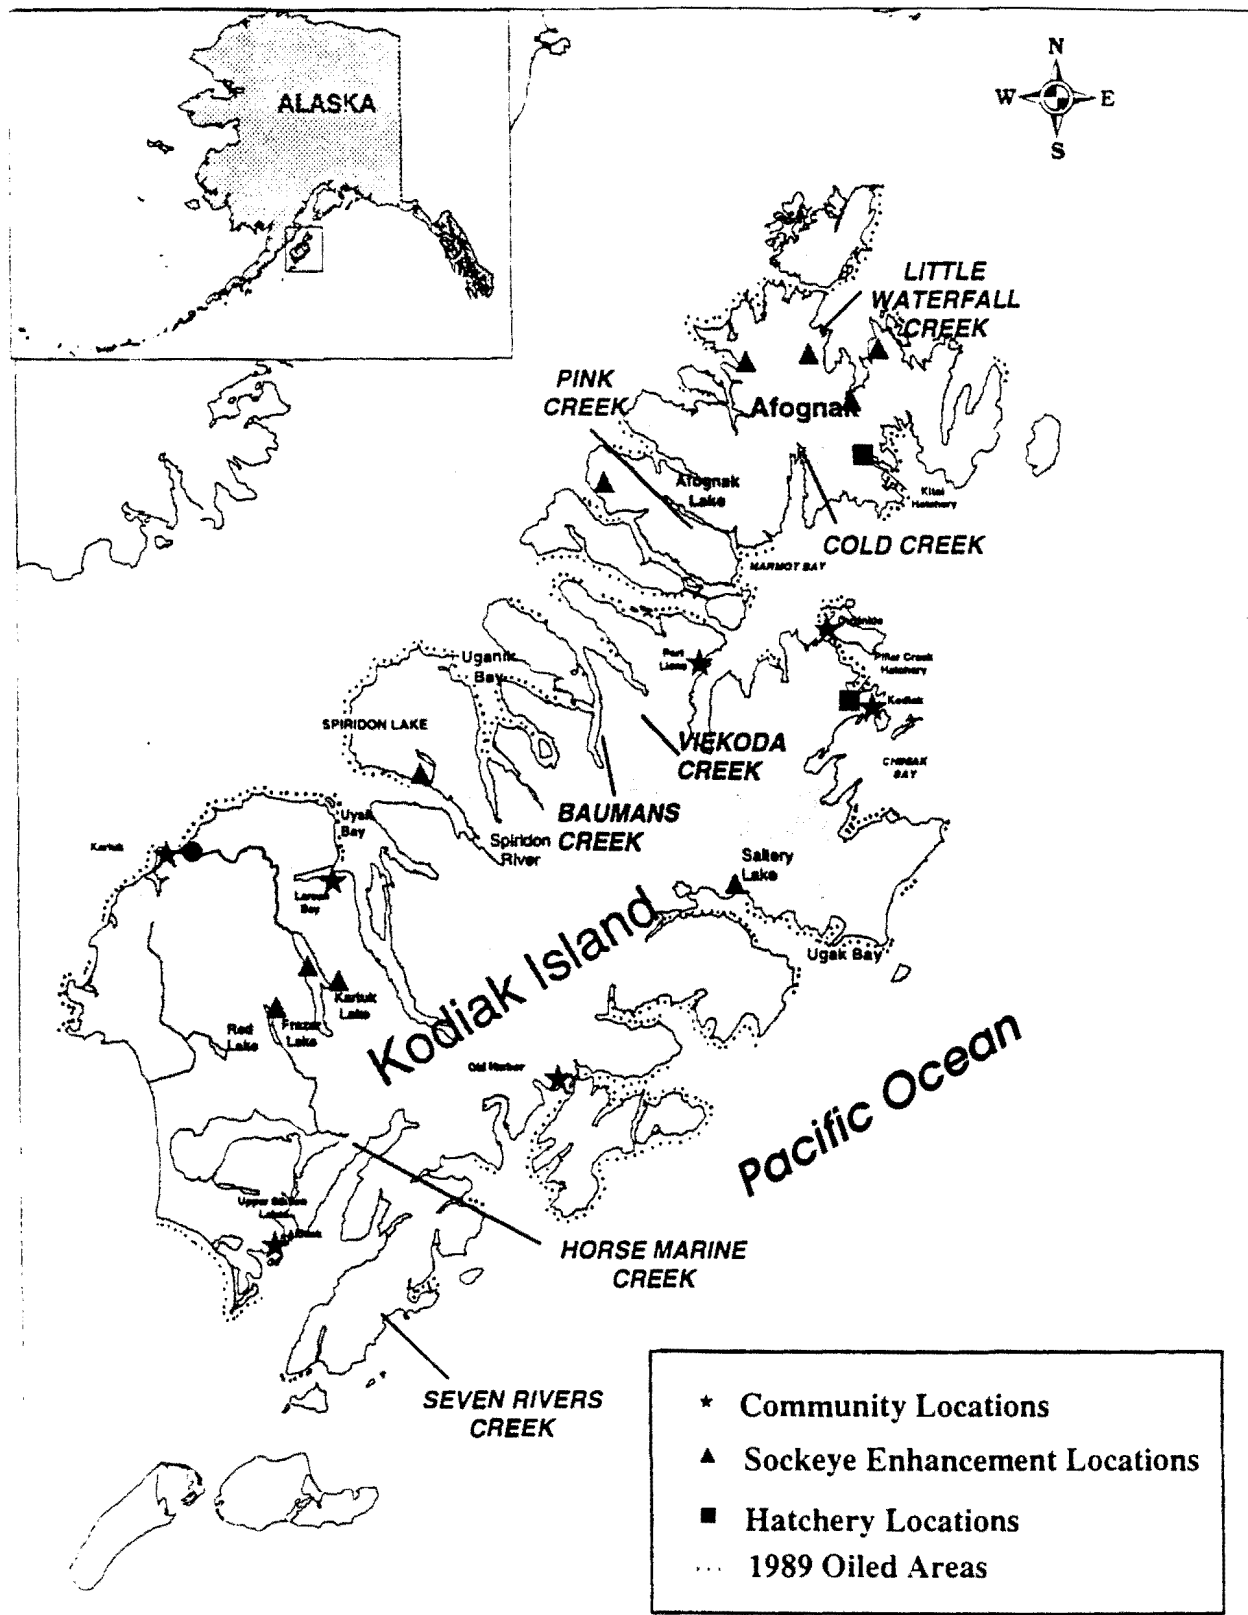 ALASKA
N
W
E
S
LITTLE
WATERFALL
CREEK
PINK
CREEK
Afognak
Afognak
Lake
Kitoi
Hatchery
COLD CREEK
MARMOT BAY
Ouzinkie
Port
Lions
Pillar Creek
Hatchery
Uganik
Bay
Kodiak
SPIRIDON LAKE
VIEKODA
CREEK
CHINIAK
BAY
BAUMANS
CREEK
Uyak
Bay
Spiridon
River
Karluk
Saltery
Lake
Larsen
Bay
Kodiak Island
Ugak Bay
Karluk
Lake
Red
Lake
Frazer
Lake
Old Harbor
Pacific Ocean
Upper Station
Lakes
HORSE MARINE
CREEK
SEVEN RIVERS
CREEK
Community Locations
Sockeye Enhancement Locations
Hatchery Locations
1989 Oiled Areas